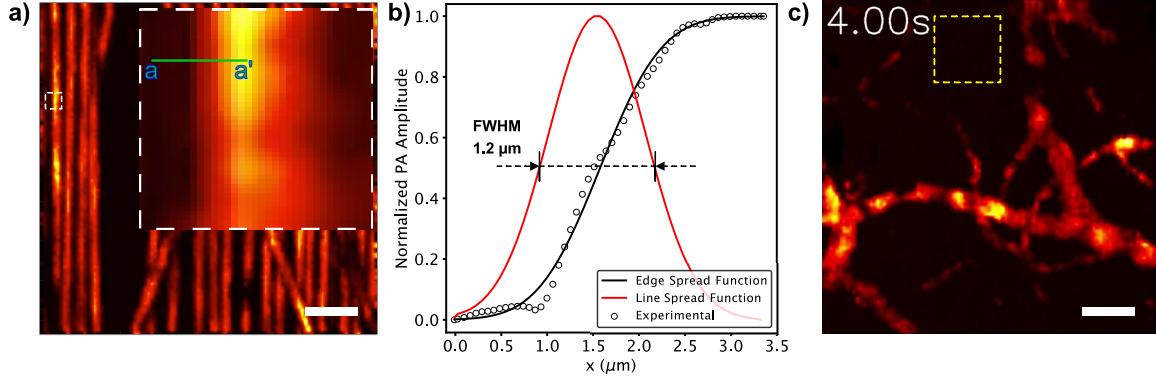 a)
a
a'
b)
Normalized PA Amplitude
1.0
0.8
0.6
0.4
0.2
0.0
FWHM
1.2 μm
Edge Spread Function
Line Spread Function
Experimental
0.0 0.5 1.0 1.5 2.0 2.5 3.0 3.5
x (μm)
c)
4.00s